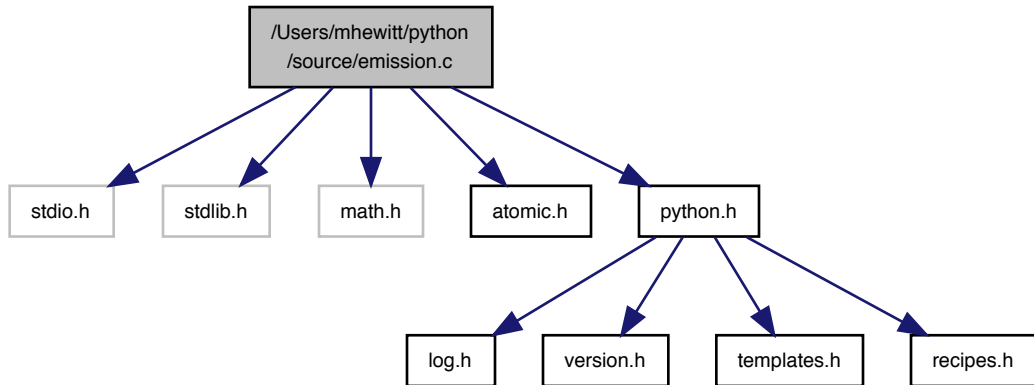 /Users/mhewitt/python
/source/emission.c
stdio.h
stdlib.h
math.h
atomic.h
python.h
log.h
version.h
templates.h
recipes.h